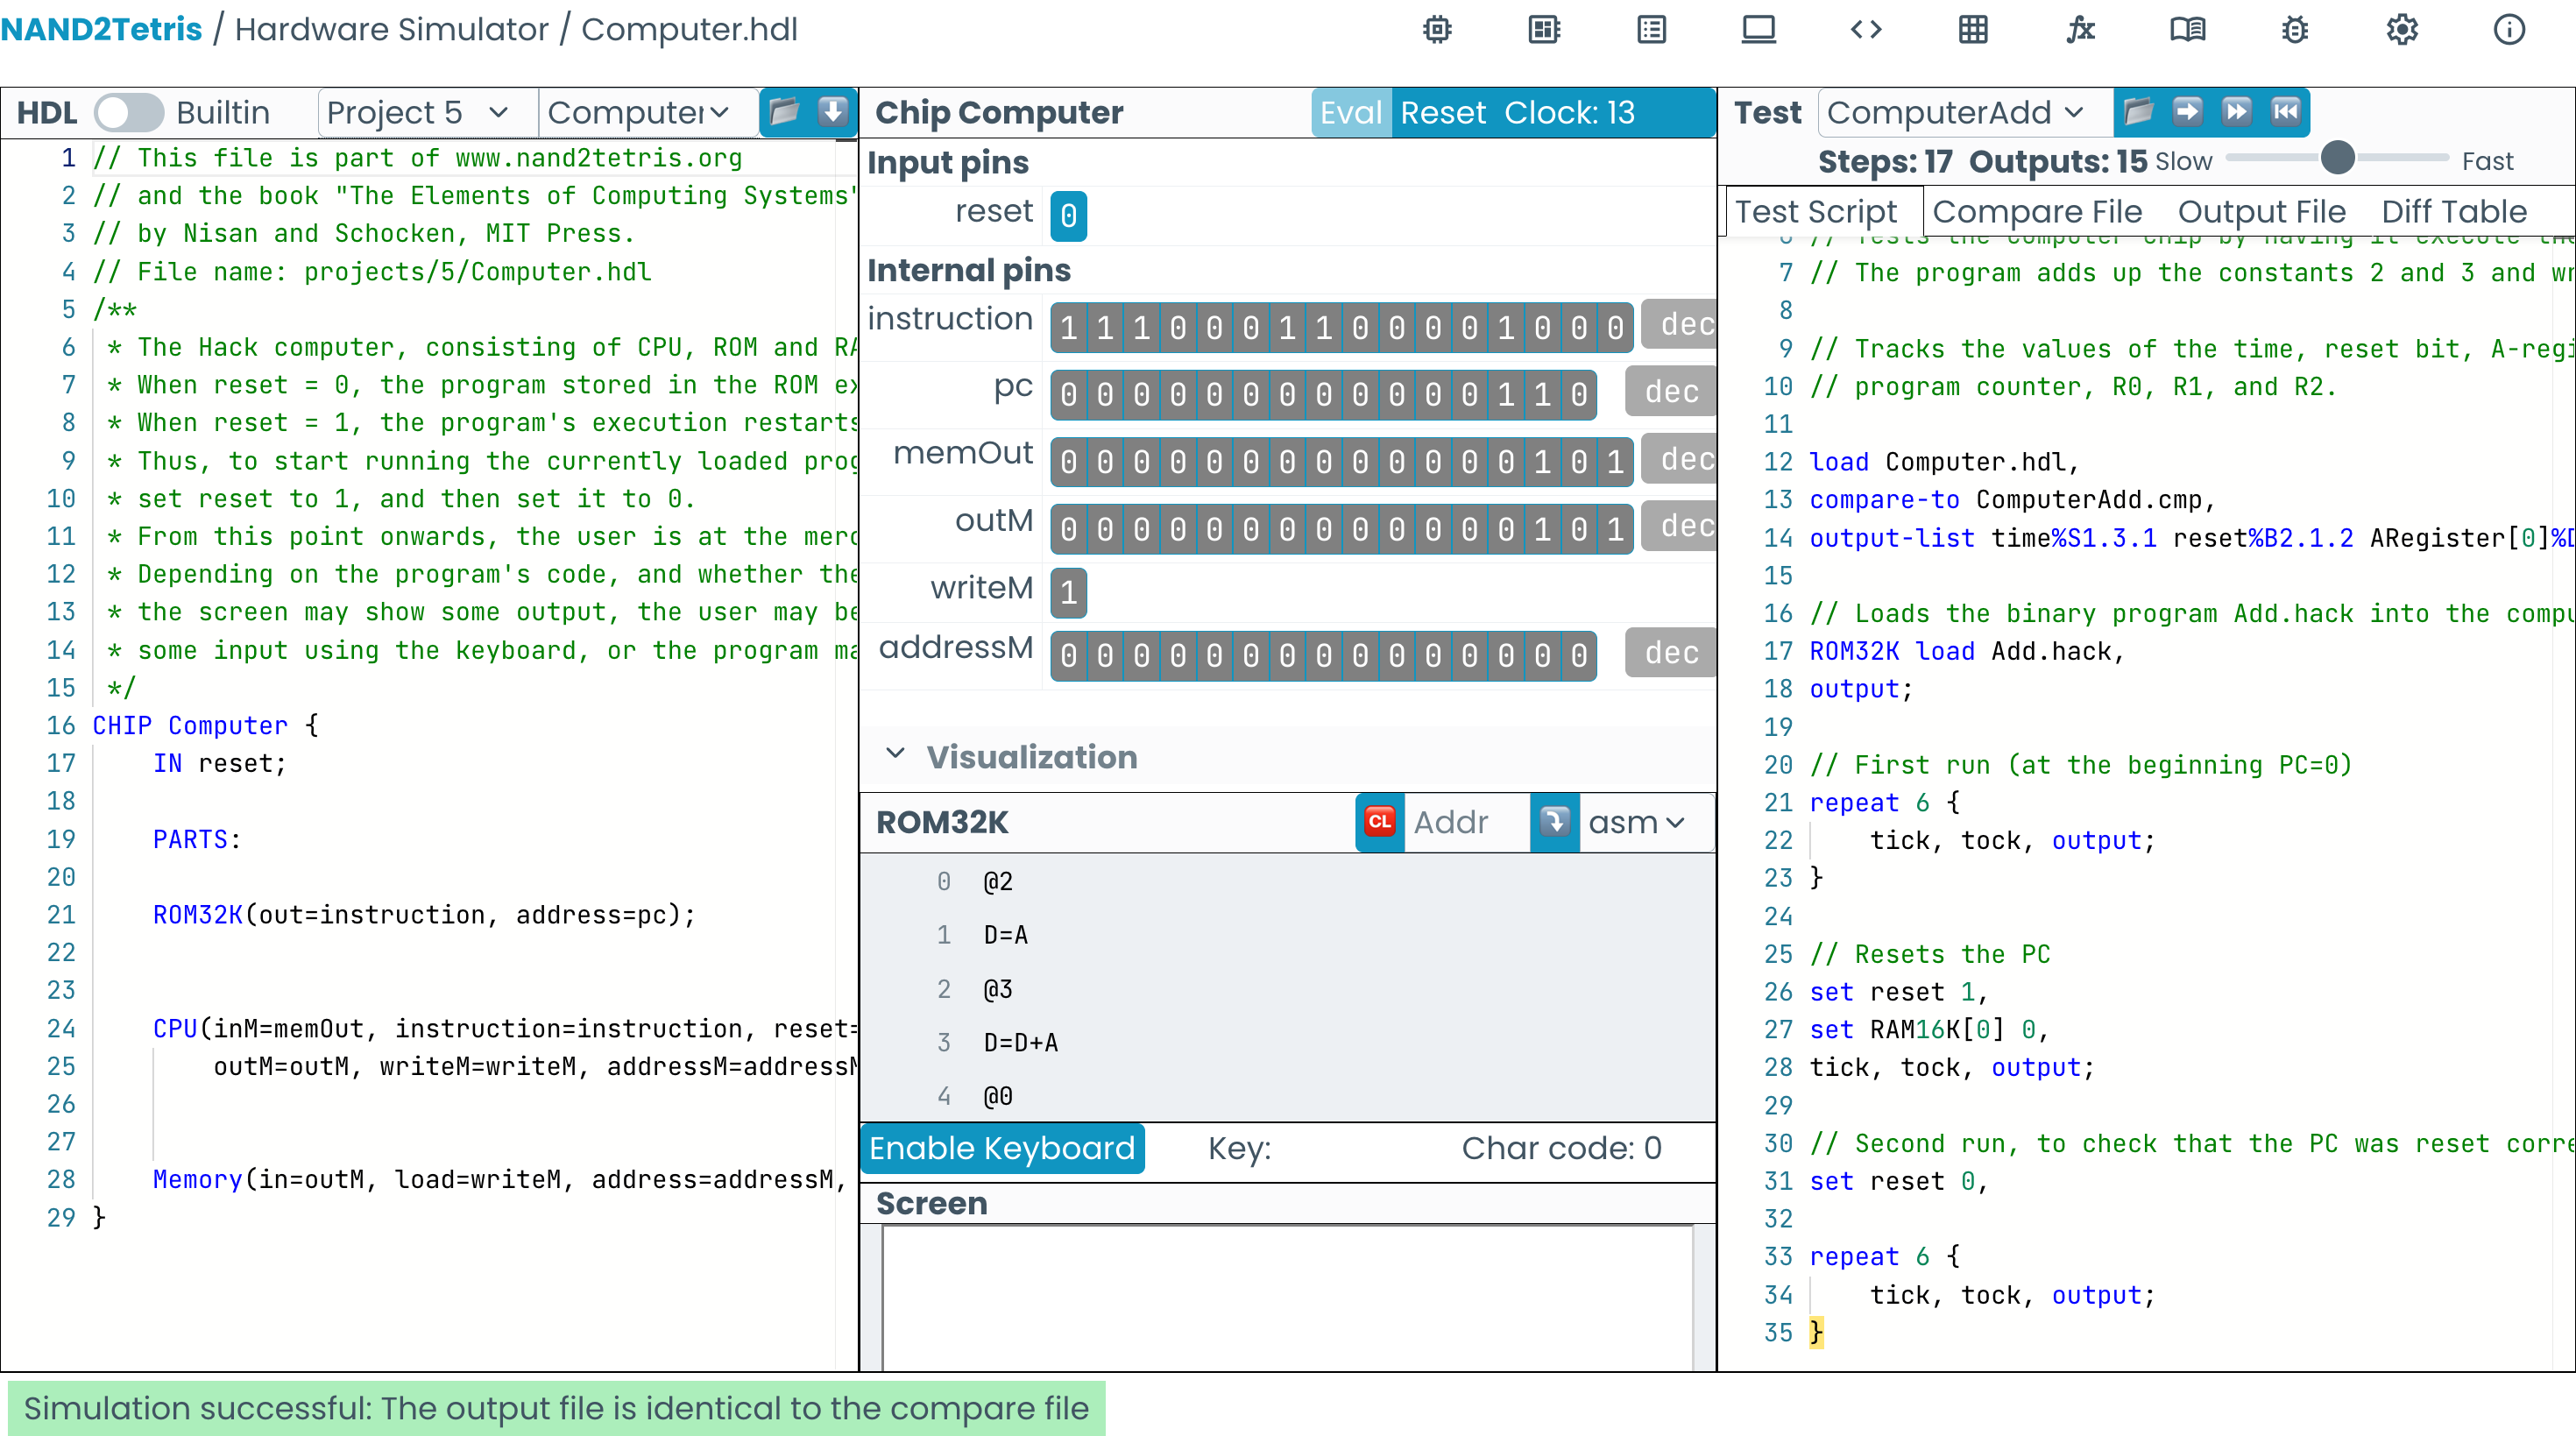 NAND2Tetris / Hardware Simulator / Computer.hdl
HDL Builtin Project 5 Computer
1 // This file is part of www.nand2tetris.org
2 // and the book "The Elements of Computing Systems"
3 // by Nisan and Schocken, MIT Press.
4 // File name: projects/5/Computer.hdl
5 /**
6 * The Hack computer, consisting of CPU, ROM and RA
7 * When reset = 0, the program stored in the ROM ex
8 * When reset = 1, the program's execution restarts
9 * Thus, to start running the currently loaded prog
10 * set reset to 1, and then set it to 0.
11 * From this point onwards, the user is at the merc
12 * Depending on the program's code, and whether the
13 * the screen may show some output, the user may be
14 * some input using the keyboard, or the program ma
15 */
16 CHIP Computer {
17 IN reset;
18
19 PARTS:
20
21 ROM32K(out=instruction, address=pc);
22
23
24 CPU(inM=memOut, instruction=instruction, reset=
25 outM=outM, writeM=writeM, addressM=addressM
26
27
28 Memory(in=outM, load=writeM, address=addressM,
29 }
Chip Computer Eval Reset Clock: 13
Input pins
reset 0
Internal pins
instruction 1 1 1 0 0 0 1 1 0 0 0 0 1 0 0 0 dec
pc 0 0 0 0 0 0 0 0 0 0 0 0 1 1 0 dec
memOut 0 0 0 0 0 0 0 0 0 0 0 0 0 1 0 1 dec
outM 0 0 0 0 0 0 0 0 0 0 0 0 0 1 0 1 dec
writeM 1
addressM 0 0 0 0 0 0 0 0 0 0 0 0 0 0 0 dec
Visualization
ROM32K CL Addr asm
0 @2
1 D=A
2 @3
3 D=D+A
4 @0
Enable Keyboard Key: Char code: 0
Screen
Test ComputerAdd
Steps: 17 Outputs: 15 Slow Fast
Test Script Compare File Output File Diff Table
6 // Tests the Computer chip by having it execute the
7 // The program adds up the constants 2 and 3 and wr
8
9 // Tracks the values of the time, reset bit, A-regi
10 // program counter, R0, R1, and R2.
11
12 load Computer.hdl,
13 compare-to ComputerAdd.cmp,
14 output-list time%S1.3.1 reset%B2.1.2 ARegister[0]%D
15
16 // Loads the binary program Add.hack into the compu
17 ROM32K load Add.hack,
18 output;
19
20 // First run (at the beginning PC=0)
21 repeat 6 {
22 tick, tock, output;
23 }
24
25 // Resets the PC
26 set reset 1,
27 set RAM16K[0] 0,
28 tick, tock, output;
29
30 // Second run, to check that the PC was reset corre
31 set reset 0,
32
33 repeat 6 {
34 tick, tock, output;
35 }
Simulation successful: The output file is identical to the compare file